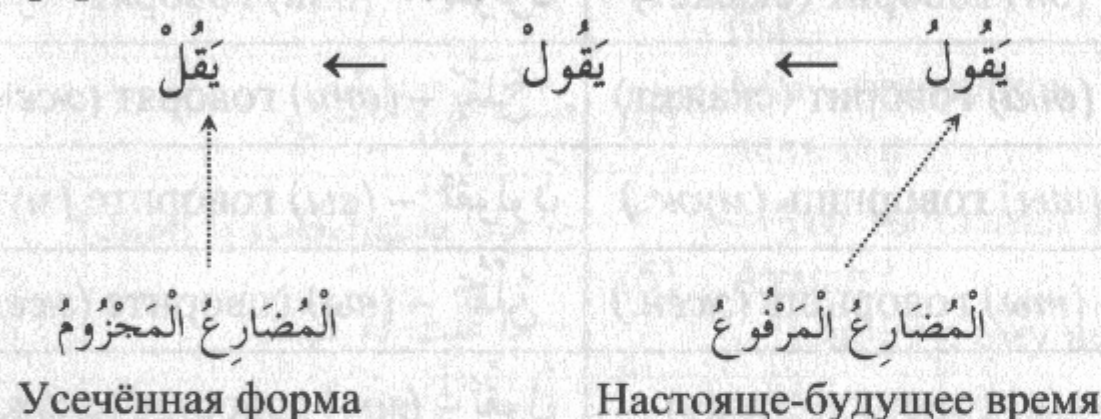 يَقُولُ ← يَقُولْ ← يَقُلْ
الْمُضَارِعُ الْمَرْفُوعُ الْمُضَارِعُ الْمَجْزُوم
Усечённая форма Настояще-будущее время